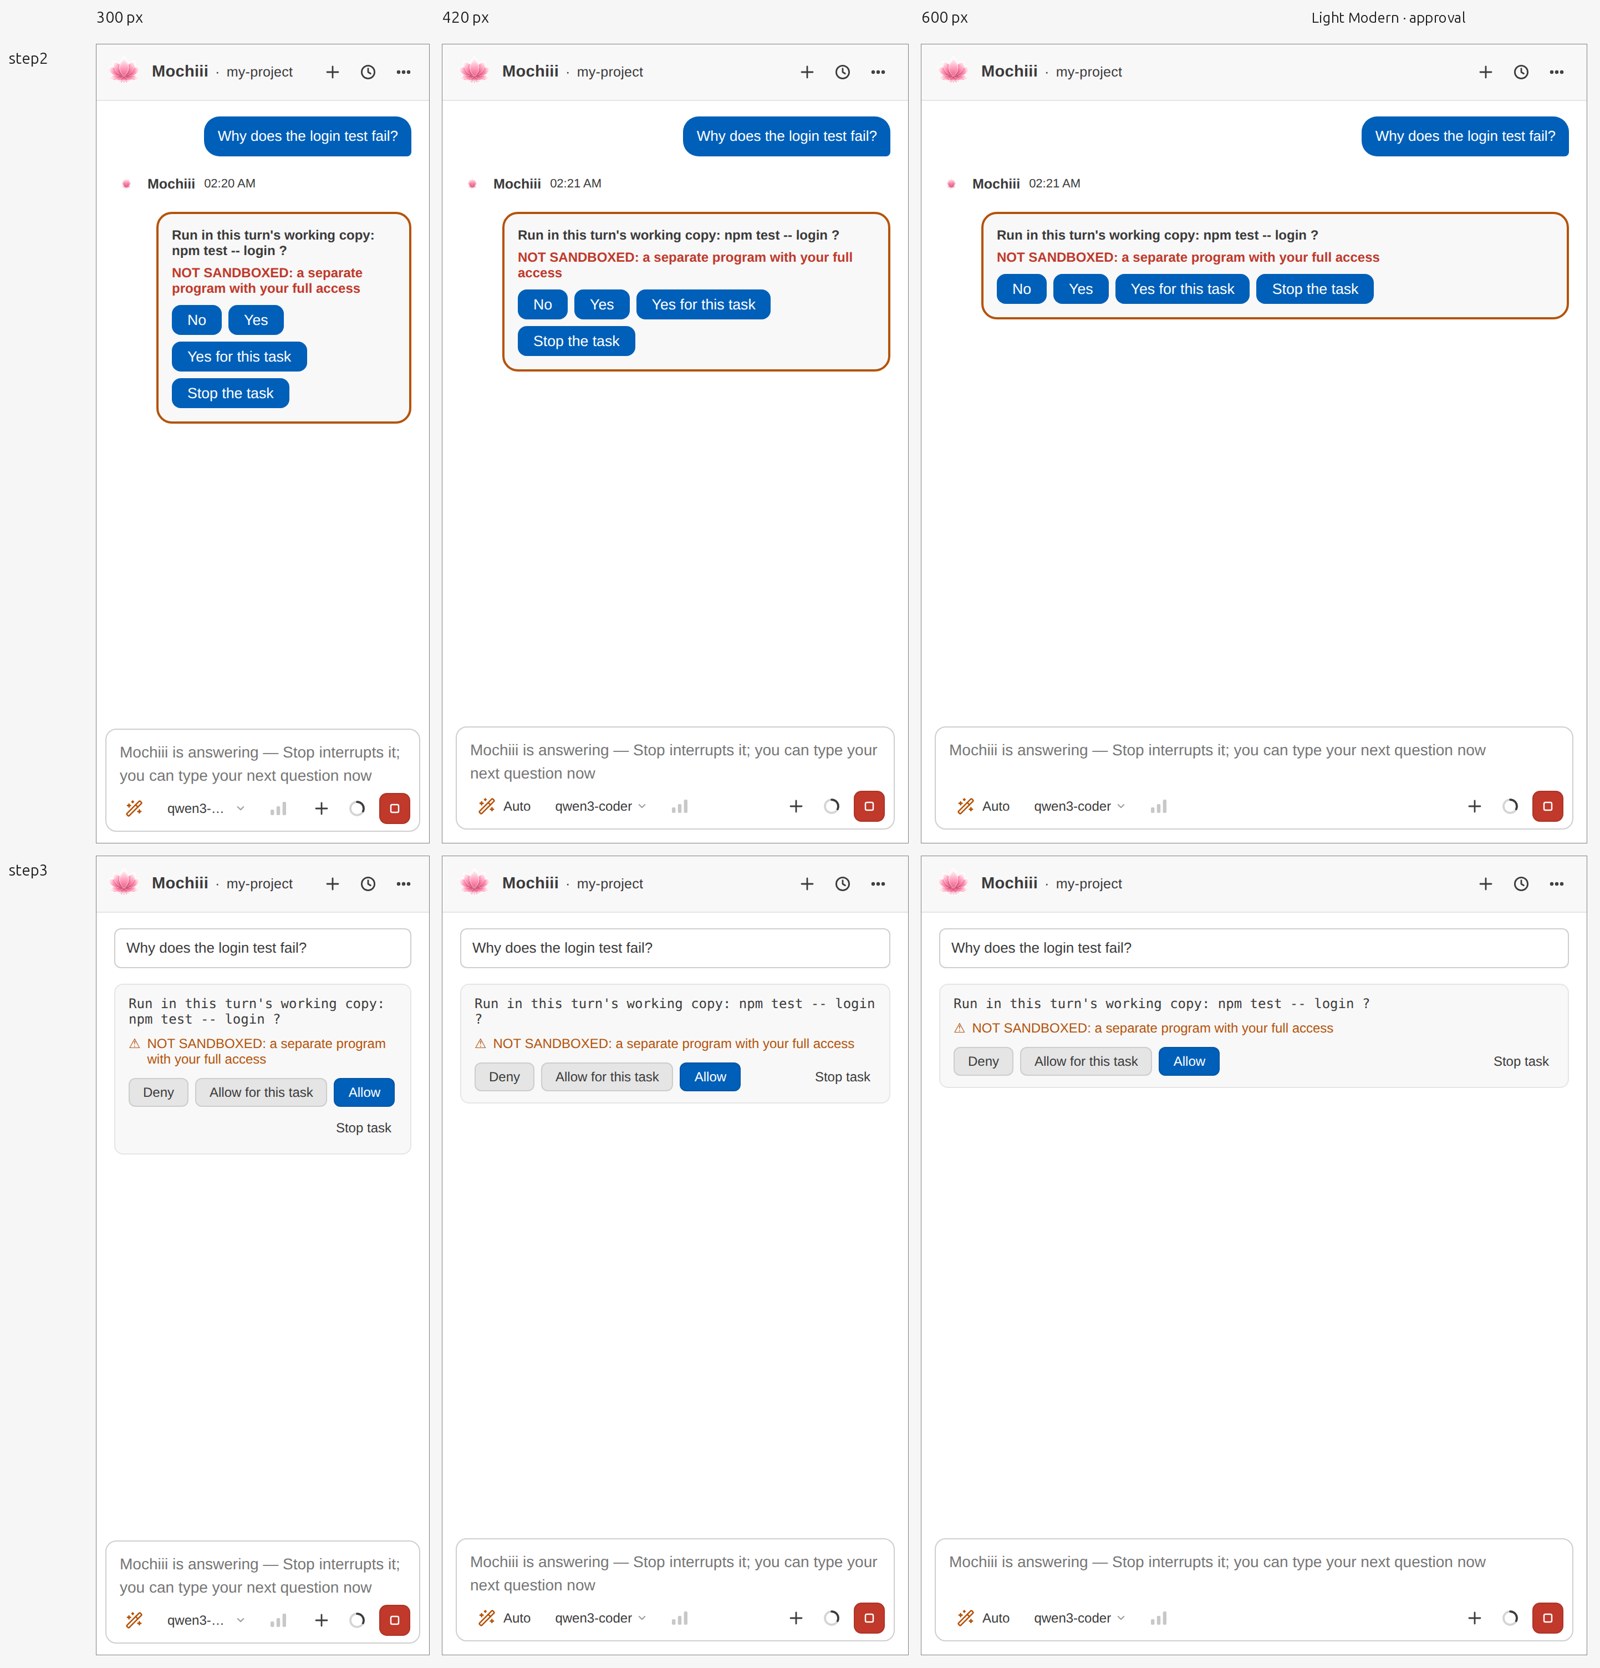 300 px
420 px
600 px
Light Modern · approval
step2
Mochiii · my-project
Why does the login test fail?
Mochiii 02:20 AM
Run in this turn's working copy:
npm test -- login ?
NOT SANDBOXED: a separate
program with your full access
No
Yes
Yes for this task
Stop the task
Mochiii is answering — Stop interrupts it;
you can type your next question now
qwen3-...
Mochiii · my-project
Why does the login test fail?
Mochiii 02:21 AM
Run in this turn's working copy: npm test -- login ?
NOT SANDBOXED: a separate program with your full
access
No
Yes
Yes for this task
Stop the task
Mochiii is answering — Stop interrupts it; you can type your
next question now
Auto
qwen3-coder
Mochiii · my-project
Why does the login test fail?
Mochiii 02:21 AM
Run in this turn's working copy: npm test -- login ?
NOT SANDBOXED: a separate program with your full access
No
Yes
Yes for this task
Stop the task
Mochiii is answering — Stop interrupts it; you can type your next question now
Auto
qwen3-coder
step3
Mochiii · my-project
Why does the login test fail?
Run in this turn's working copy:
npm test -- login ?
⚠ NOT SANDBOXED: a separate program
with your full access
Deny
Allow for this task
Allow
Stop task
Mochiii is answering — Stop interrupts it;
you can type your next question now
qwen3-...
Mochiii · my-project
Why does the login test fail?
Run in this turn's working copy: npm test -- login
?
⚠ NOT SANDBOXED: a separate program with your full access
Deny
Allow for this task
Allow
Stop task
Mochiii is answering — Stop interrupts it; you can type your
next question now
Auto
qwen3-coder
Mochiii · my-project
Why does the login test fail?
Run in this turn's working copy: npm test -- login ?
⚠ NOT SANDBOXED: a separate program with your full access
Deny
Allow for this task
Allow
Stop task
Mochiii is answering — Stop interrupts it; you can type your next question now
Auto
qwen3-coder